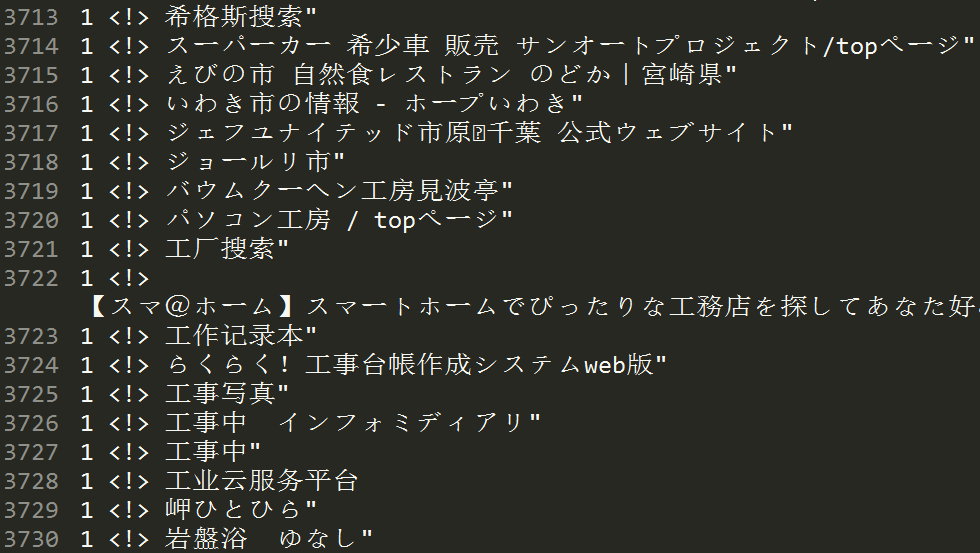 3713 1 <!> 希格斯搜索"
3714 1 <!> スーパーカー 希少車 販売 サンオートプロジェクト/topページ"
3715 1 <!> えびの市 自然食レストラン のどか｜宮崎県"
3716 1 <!> いわき市の情報 - ホープいわき"
3717 1 <!> ジェフユナイテッド市原千葉 公式ウェブサイト"
3718 1 <!> ジョールリ市"
3719 1 <!> バウムクーヘン工房見波亭"
3720 1 <!> パソコン工房 / topページ"
3721 1 <!> 工厂搜索"
3722 1 <!>
【スマ＠ホーム】スマートホームでぴったりな工務店を探してあなた好
3723 1 <!> 工作记录本"
3724 1 <!> らくらく！工事台帳作成システムweb版"
3725 1 <!> 工事写真"
3726 1 <!> 工事中　インフォミディアリ"
3727 1 <!> 工事中"
3728 1 <!> 工业云服务平台
3729 1 <!> 岬ひとひら"
3730 1 <!> 岩盤浴　ゆなし"